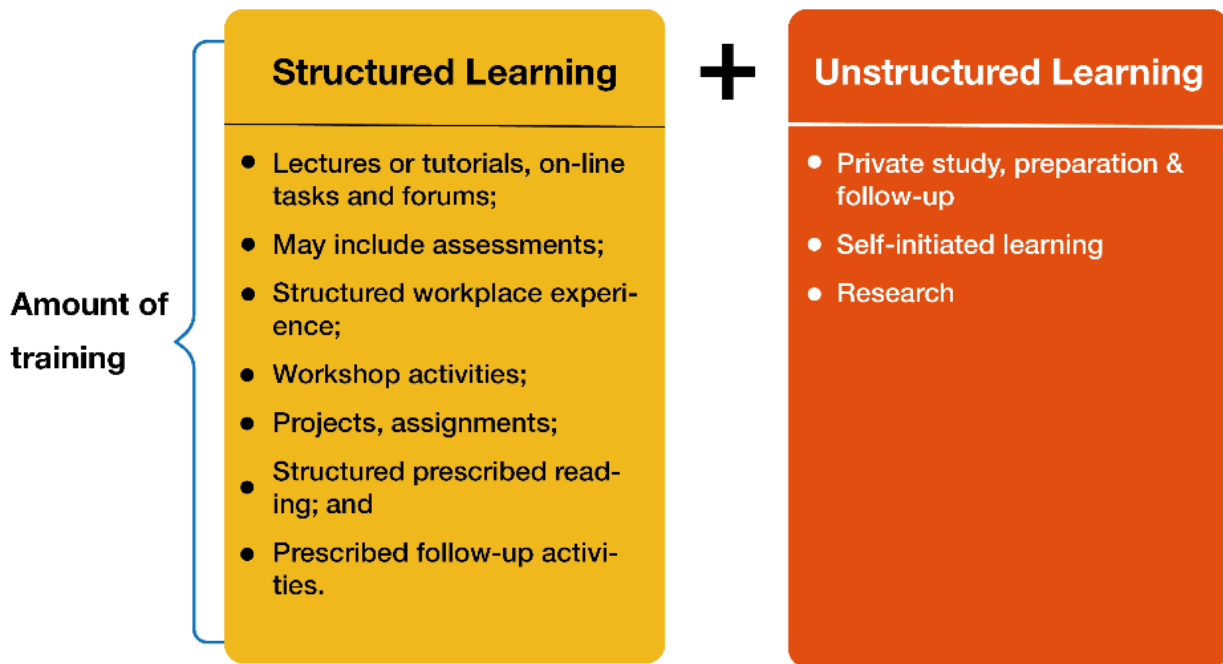 Amount of
training
Structured Learning
Lectures or tutorials, on-line
tasks and forums;
May include assessments;
Structured workplace experi-
ence;
Workshop activities;
Projects, assignments;
Structured prescribed read-
ing; and
Prescribed follow-up activi-
ties.
+
Unstructured Learning
Private study, preparation &
follow-up
Self-initiated learning
Research